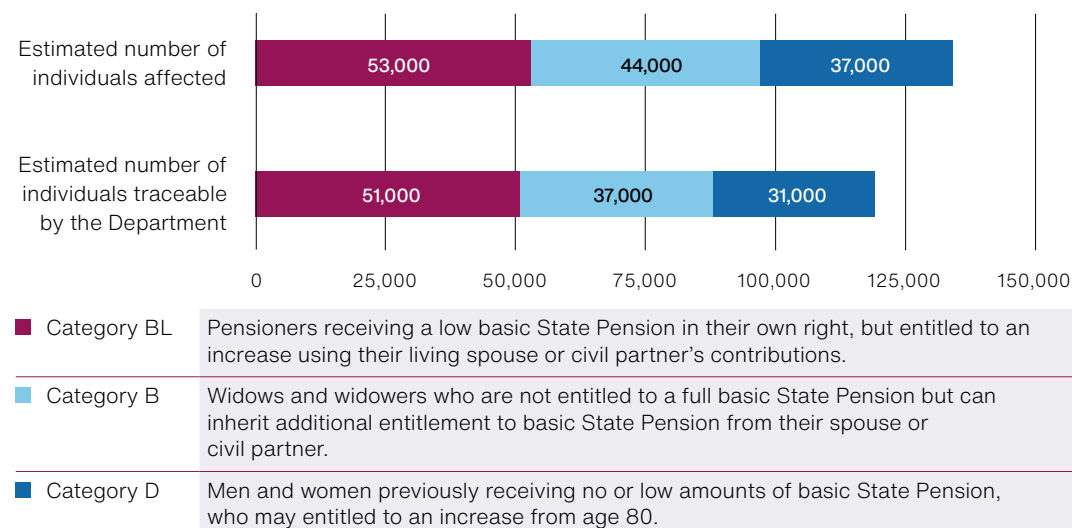 Estimated number of
individuals affected
53,000
44,000
37,000
Estimated number of
individuals traceable
by the Department
51,000
37,000
31,000
0
25,000
50,000
75,000
100,000
125,000
150,000
Category BL
Pensioners receiving a low basic State Pension in their own right, but entitled to an
increase using their living spouse or civil partner’s contributions.
Category B
Widows and widowers who are not entitled to a full basic State Pension but can
inherit additional entitlement to basic State Pension from their spouse or
civil partner.
Category D
Men and women previously receiving no or low amounts of basic State Pension,
who may entitled to an increase from age 80.